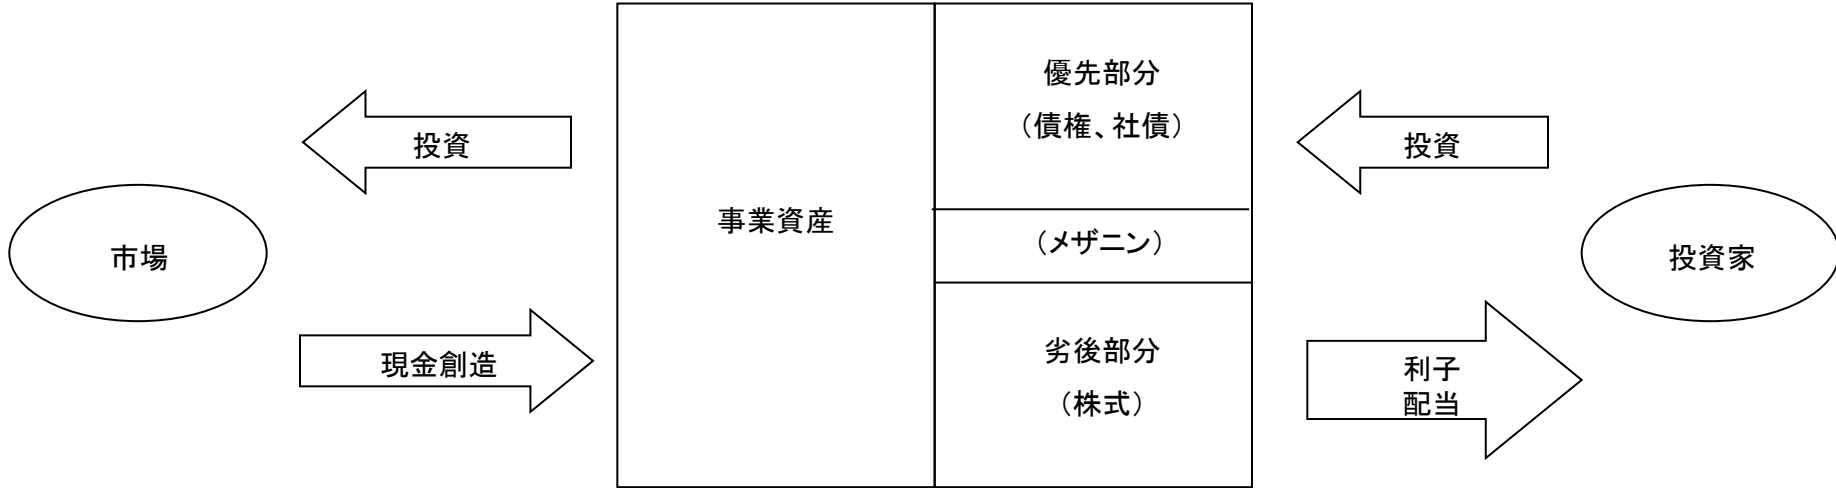 優先部分
（債権、社債）
投資
投資
事業資産
（メザニン）
市場
投資家
劣後部分
（株式）
現金創造
利子
配当